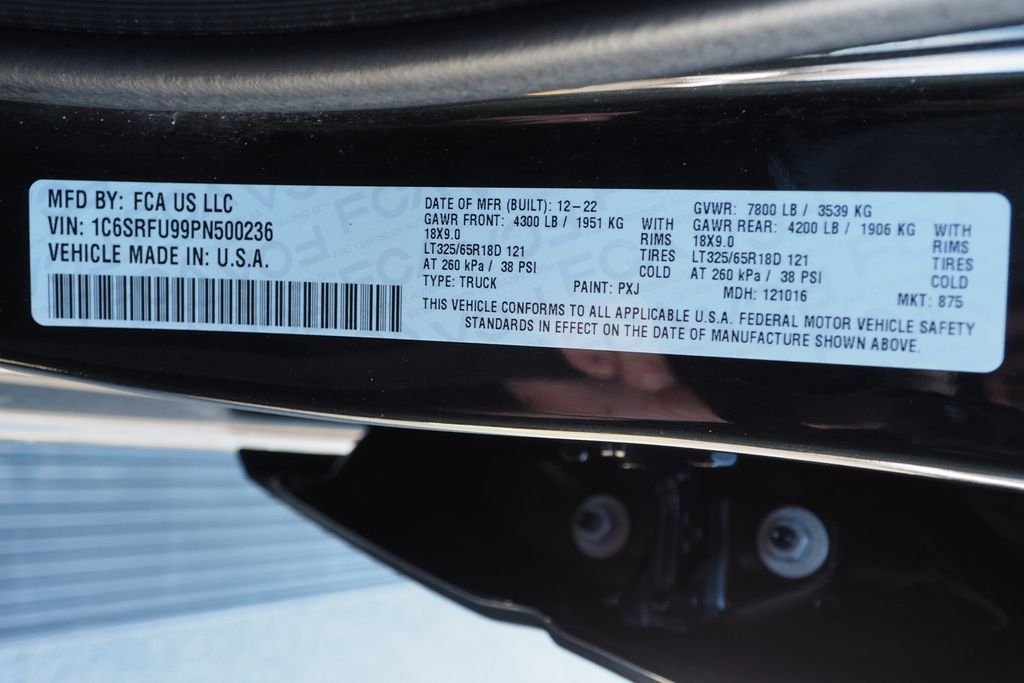 MFD BY: FCA US LLC
VIN: 1C6SRFU99PN500236
VEHICLE MADE IN: U.S.A.
DATE OF MFR (BUILT): 12-22
GAWR FRONT: 4300 LB / 1951 KG WITH
18X9.0 RIMS
LT325/65R18D 121 TIRES
AT 260 kPa / 38 PSI COLD
TYPE: TRUCK PAINT: PXJ
GVWR: 7800 LB / 3539 KG
GAWR REAR: 4200 LB / 1906 KG WITH
18X9.0 RIMS
LT325/65R18D 121 TIRES
AT 260 kPa / 38 PSI COLD
MDH: 121016 MKT: 875
THIS VEHICLE CONFORMS TO ALL APPLICABLE U.S.A. FEDERAL MOTOR VEHICLE SAFETY
STANDARDS IN EFFECT ON THE DATE OF MANUFACTURE SHOWN ABOVE.